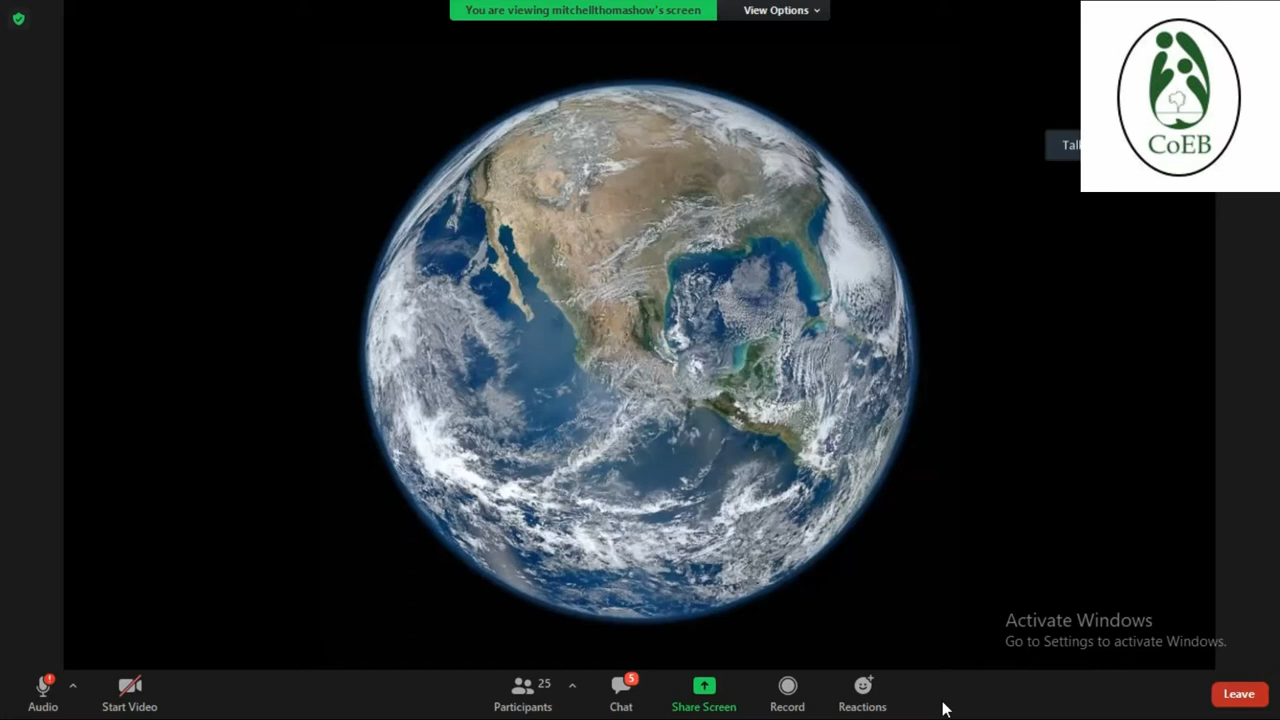 You are viewing mitchellthomashow's screen
View Options
CoEB
Activate Windows
Go to Settings to activate Windows.
Audio
Start Video
25
Participants
5
Chat
Share Screen
Record
Reactions
Leave